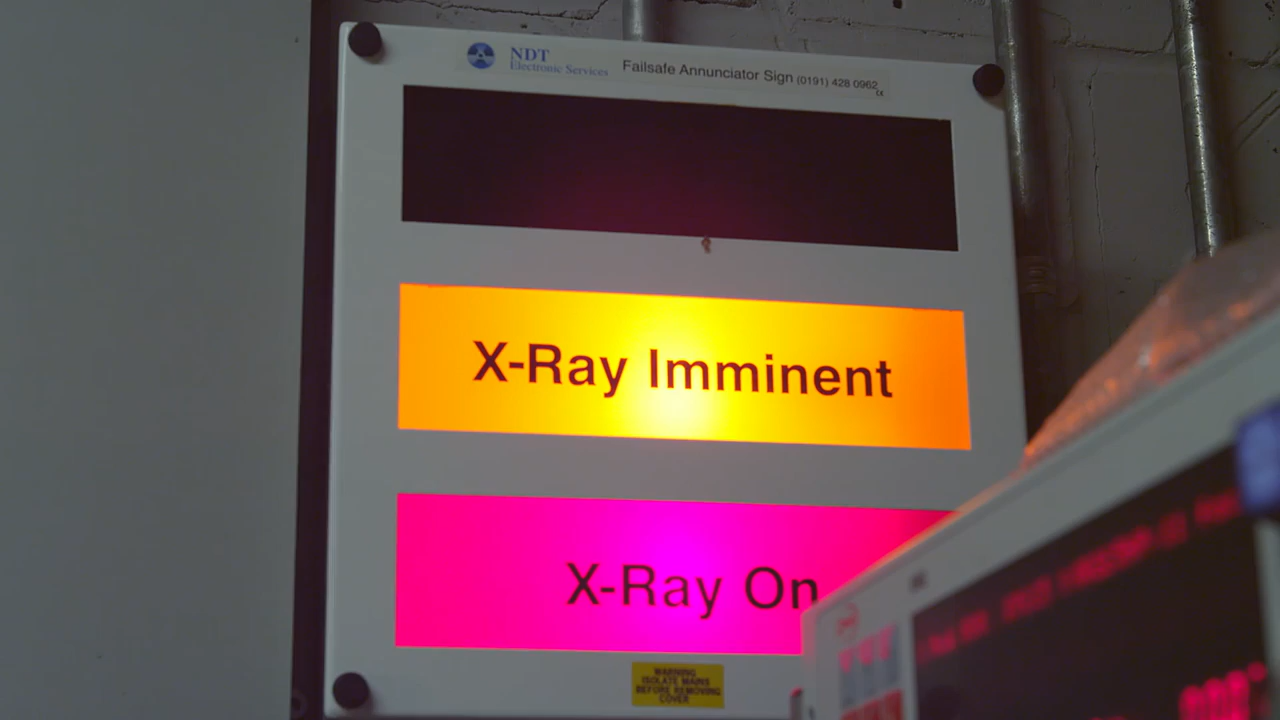 NDT
Electronic Services
Failsafe Annunciator Sign (0191) 428 0962
CE
X-Ray Imminent
X-Ray On
WARNING
ISOLATE MAINS
BEFORE REMOVING
COVER